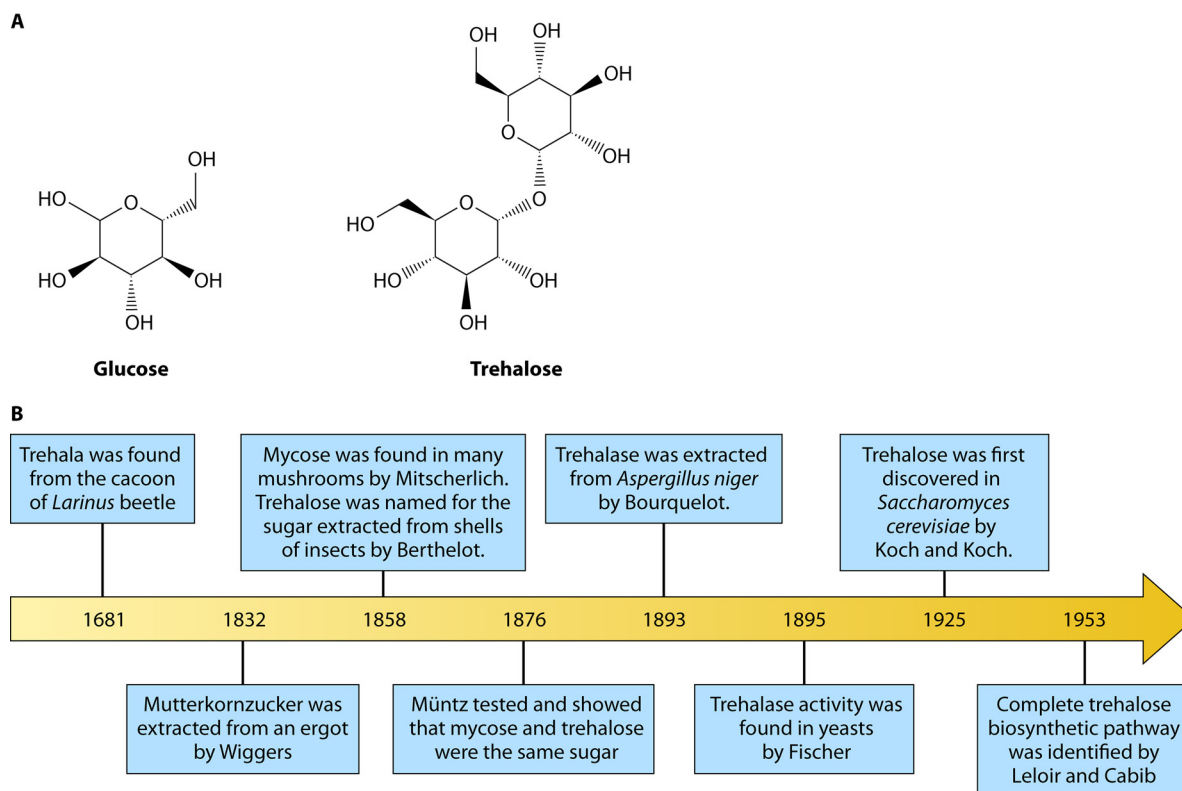 A
OH
HO
O
HO
OH
OH
Glucose
OH
OH
OH
O
OH
O
O
HO
HO
OH
OH
Trehalose
B
Trehala was found
from the cacoon
of Larinus beetle
Mycose was found in many
mushrooms by Mitscherlich.
Trehalose was named for the
sugar extracted from shells
of insects by Berthelot.
Trehalase was extracted
from Aspergillus niger
by Bourquelot.
Trehalose was first
discovered in
Saccharomyces
cerevisiae by
Koch and Koch.
1681 1832 1858 1876 1893 1895 1925 1953
Mutterkornzucker was
extracted from an ergot
by Wiggers
Müntz tested and showed
that mycose and trehalose
were the same sugar
Trehalase activity was
found in yeasts
by Fischer
Complete trehalose
biosynthetic pathway
was identified by
Leloir and Cabib